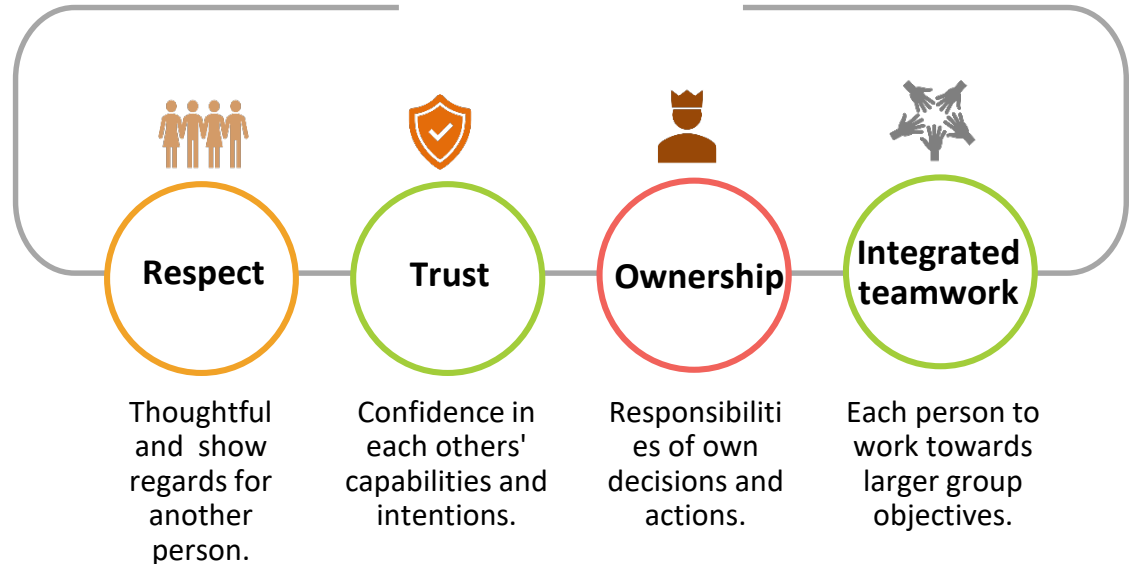 Respect
Trust
Ownership
Integrated
teamwork
Thoughtful
and  show
regards for
another
person.
Confidence in
each others'
capabilities and
intentions.
Responsibiliti
es of own
decisions and
actions.
Each person to
work towards
larger group
objectives.